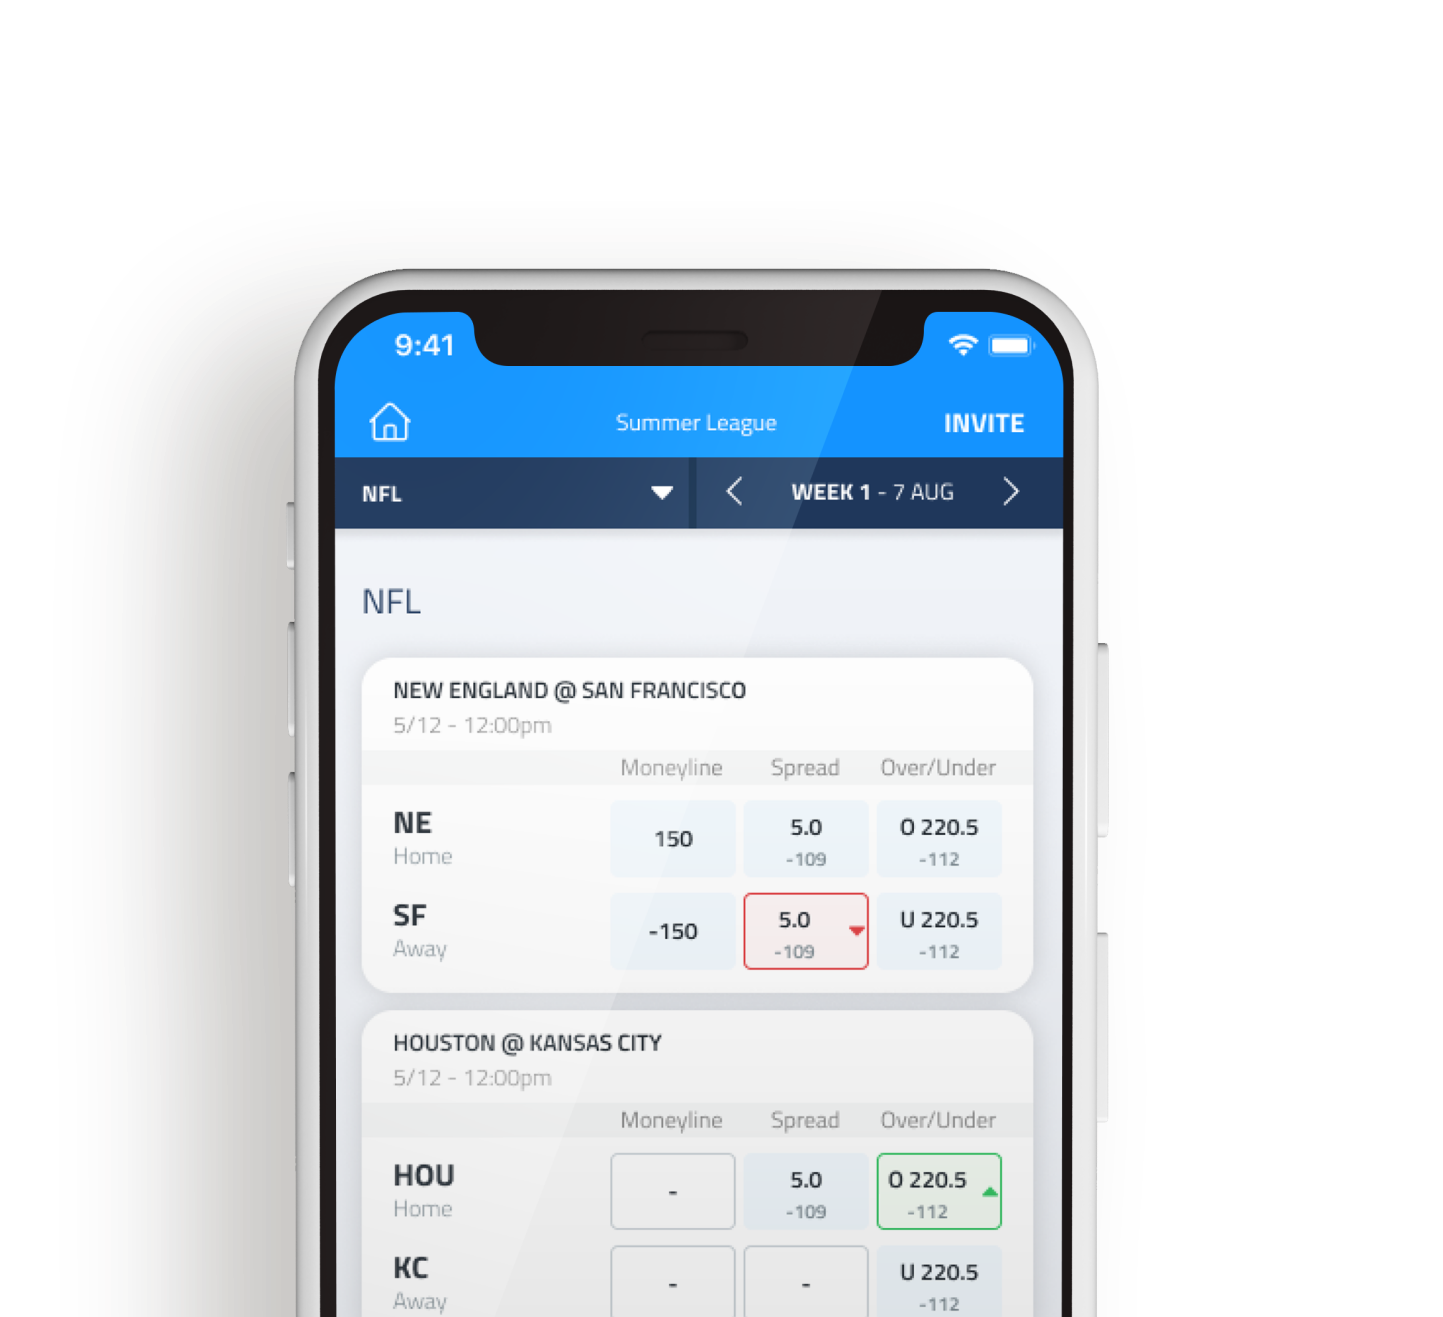 9:41
Summer League INVITE
NFL WEEK 1 - 7 AUG
NFL
NEW ENGLAND @ SAN FRANCISCO
5/12 - 12:00pm
Moneyline Spread Over/Under
NE 150 5.0 O 220.5
Home -109 -112
SF -150 5.0 U 220.5
Away -109 -112
HOUSTON @ KANSAS CITY
5/12 - 12:00pm
Moneyline Spread Over/Under
HOU - 5.0 O 220.5
Home -109 -112
KC - - U 220.5
Away -112